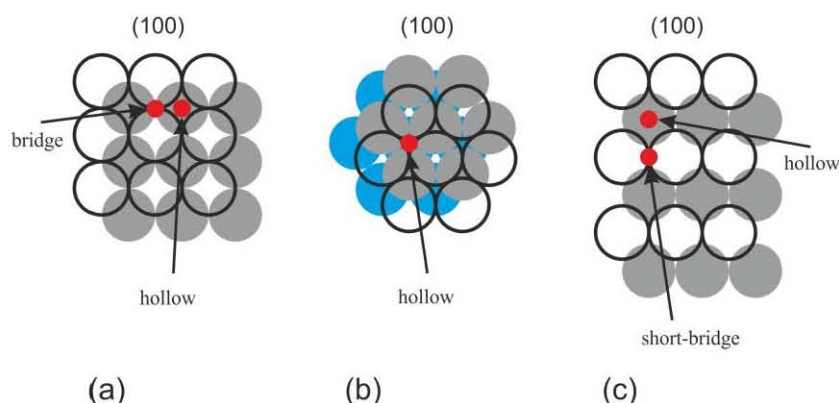 (100)
(100)
(100)
bridge
hollow
hollow
hollow
short-bridge
(a)
(b)
(c)